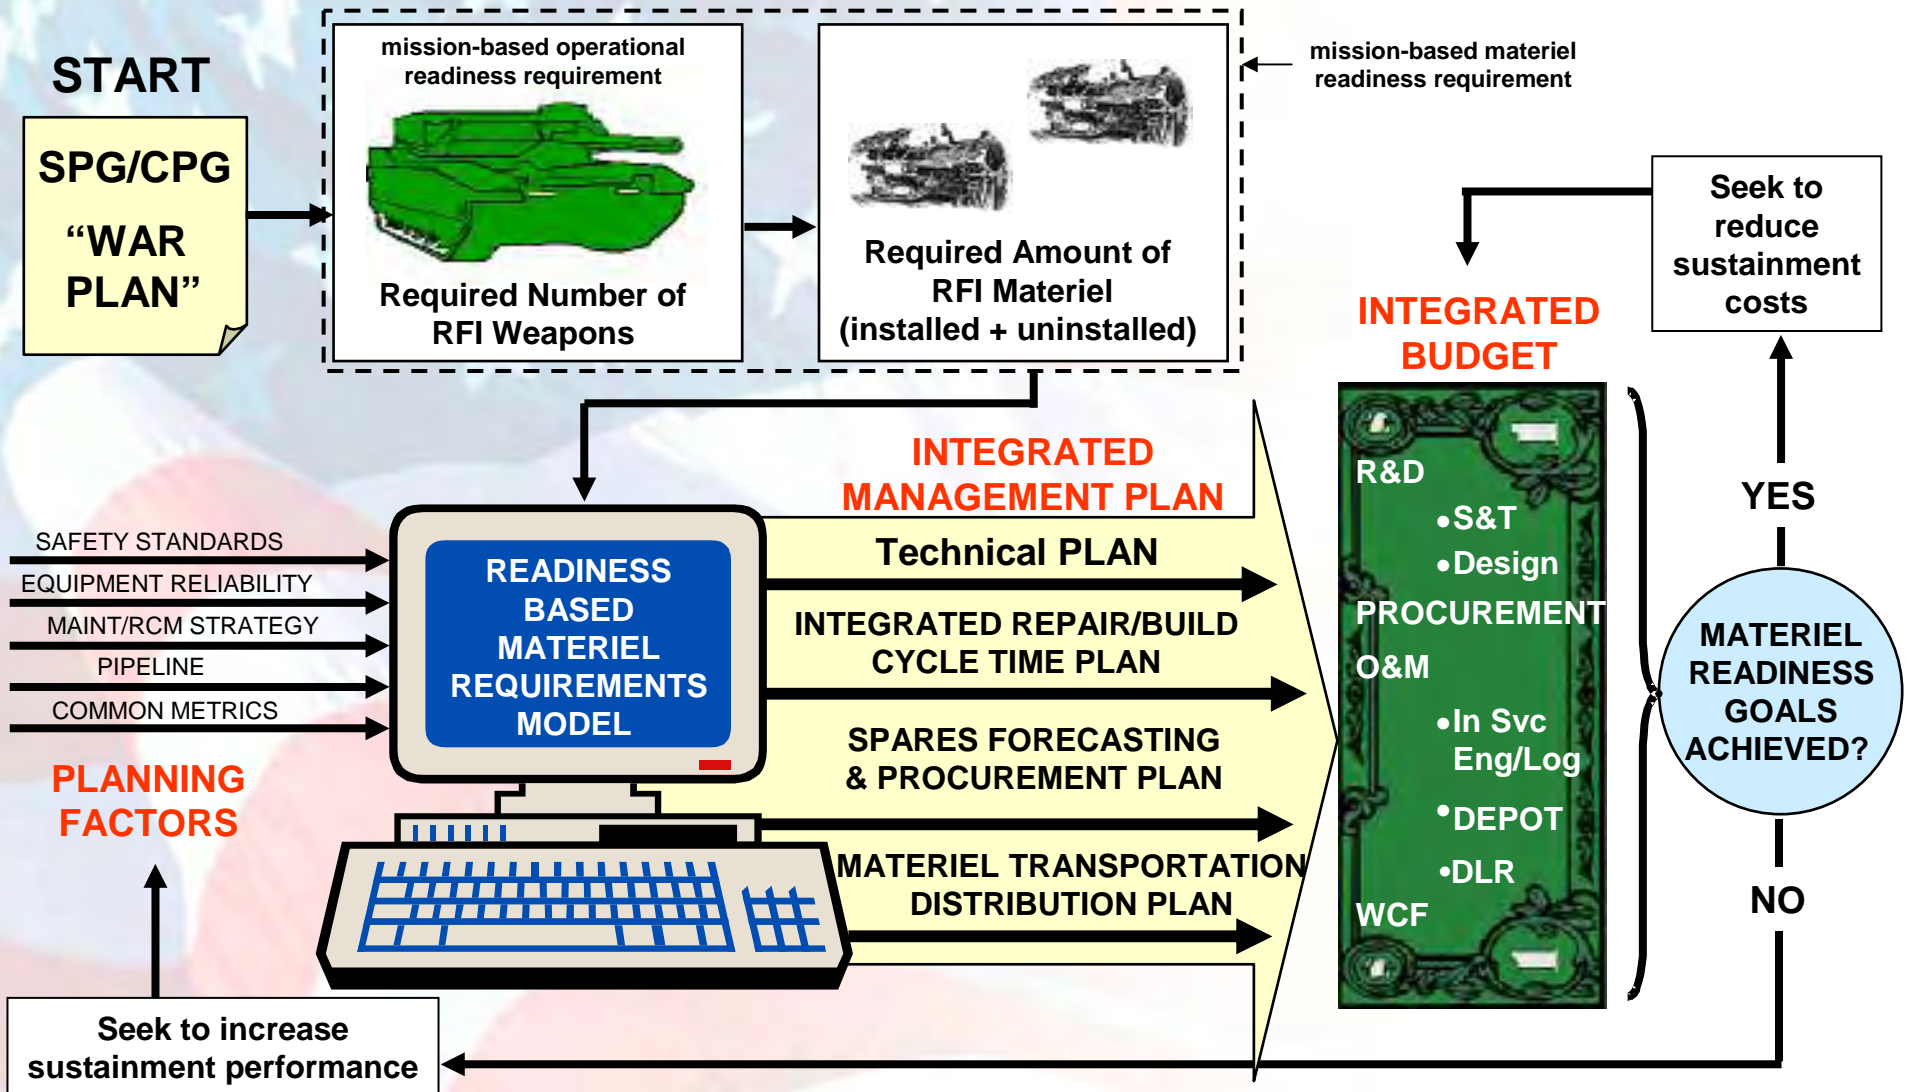 START
SPG/CPG
“WAR
PLAN”
mission-based operational
readiness requirement
Required Number of
RFI Weapons
Required Amount of
RFI Materiel
(installed + uninstalled)
mission-based materiel
readiness requirement
Seek to
reduce
sustainment
costs
INTEGRATED
BUDGET
INTEGRATED
MANAGEMENT PLAN
Technical PLAN
INTEGRATED REPAIR/BUILD
CYCLE TIME PLAN
SPARES FORECASTING
& PROCUREMENT PLAN
MATERIEL TRANSPORTATION
DISTRIBUTION PLAN
SAFETY STANDARDS
EQUIPMENT RELIABILITY
MAINT/RCM STRATEGY
PIPELINE
COMMON METRICS
PLANNING
FACTORS
READINESS
BASED
MATERIEL
REQUIREMENTS
MODEL
R&D
•S&T
•Design
PROCUREMENT
O&M
•In Svc
Eng/Log
•DEPOT
•DLR
WCF
YES
MATERIEL
READINESS
GOALS
ACHIEVED?
NO
Seek to increase
sustainment performance